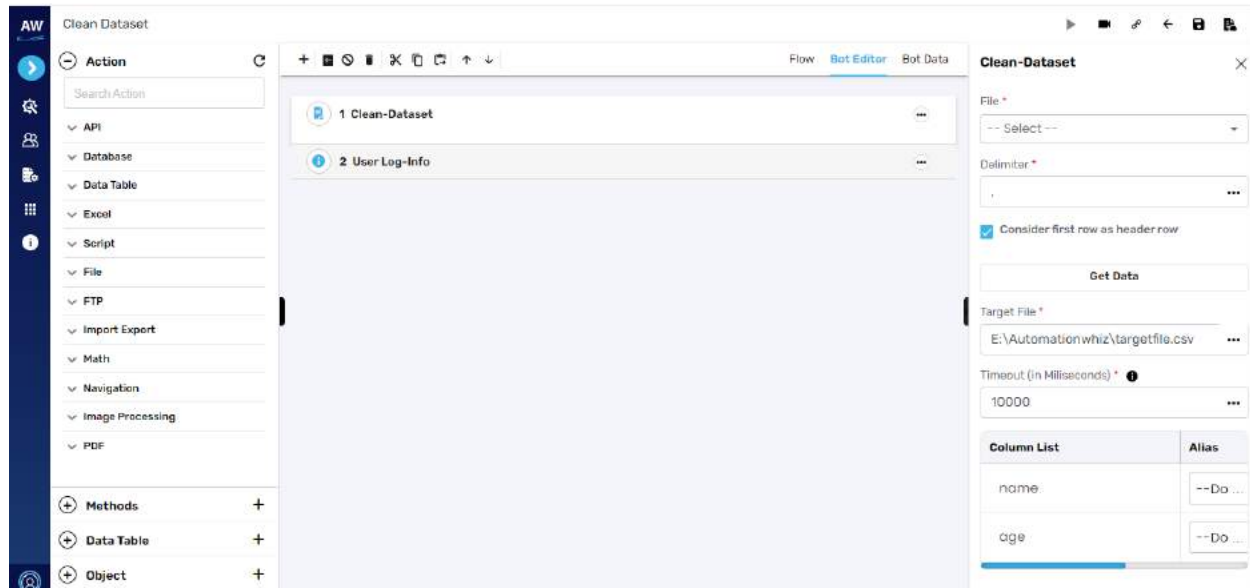 AW
Clean Dataset
Action
Search Action
API
Database
Data Table
Excel
Script
File
FTP
Import Export
Math
Navigation
Image Processing
PDF
Methods
Data Table
Object
Flow Bot Editor Bot Data
1 Clean-Dataset
2 User Log-Info
Clean-Dataset
File *
-- Select --
Delimiter *
,
Consider first row as header row
Get Data
Target File *
E:\Automationwhiz\targetfile.csv
Timeout (in Miliseconds) *
10000
Column List Alias
name --Do ...
age --Do ...